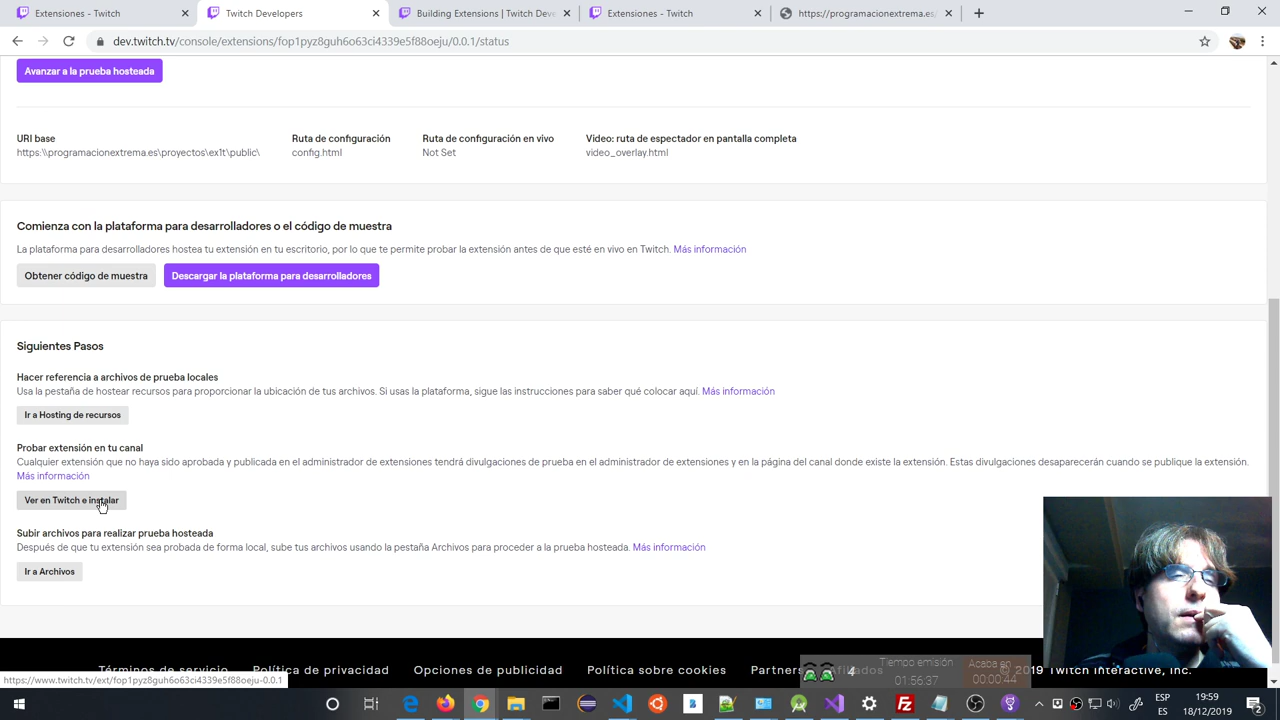 Extensiones - Twitch
Twitch Developers
Building Extensions | Twitch Deve
Extensiones - Twitch
https://programacionextrema.es/
dev.twitch.tv/console/extensions/fop1pyz8guh6o63ci4339e5f88oeju/0.0.1/status
Avanzar a la prueba hosteada
URI base
Ruta de configuración
Ruta de configuración en vivo
Video: ruta de espectador en pantalla completa
https:\\programacionextrema.es\proyectos\ex1t\public\
config.html
Not Set
video_overlay.html
Comienza con la plataforma para desarrolladores o el código de muestra
La plataforma para desarrolladores hostea tu extensión en tu escritorio, por lo que te permite probar la extensión antes de que esté en vivo en Twitch. Más información
Obtener código de muestra
Descargar la plataforma para desarrolladores
Siguientes Pasos
Hacer referencia a archivos de prueba locales
Usa la pestaña de hostear recursos para proporcionar la ubicación de tus archivos. Si usas la plataforma, sigue las instrucciones para saber qué colocar aquí. Más información
Ir a Hosting de recursos
Probar extensión en tu canal
Cualquier extensión que no haya sido aprobada y publicada en el administrador de extensiones tendrá divulgaciones de prueba en el administrador de extensiones y en la página del canal donde existe la extensión. Estas divulgaciones desaparecerán cuando se publique la extensión.
Más información
Ver en Twitch e instalar
Subir archivos para realizar prueba hosteada
Después de que tu extensión sea probada de forma local, sube tus archivos usando la pestaña Archivos para proceder a la prueba hosteada. Más información
Ir a Archivos
Términos de servicio
Política de privacidad
Opciones de publicidad
Política sobre cookies
© 2019 Twitch Interactive, Inc.
4
Tiempo emisión
01:56:37
Acaba en
00:00:44
https://www.twitch.tv/ext/fop1pyz8guh6o63ci4339e5f88oeju-0.0.1
ESP
ES
19:59
18/12/2019
2